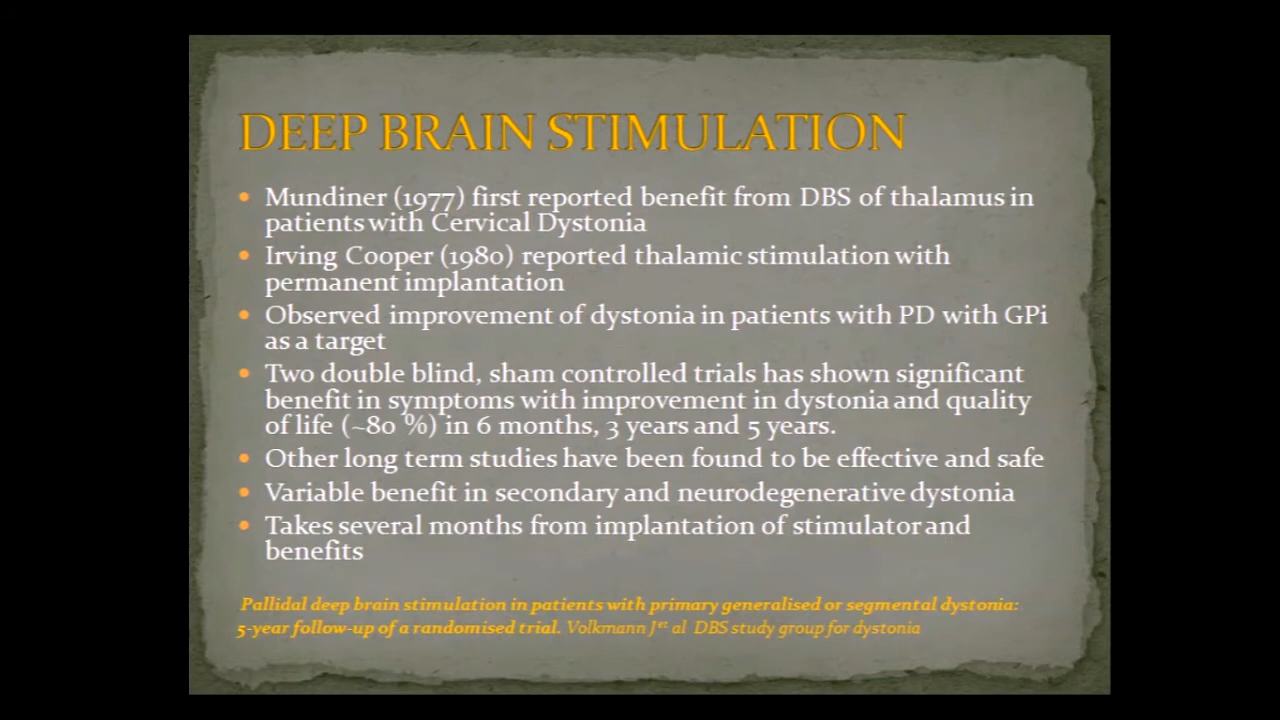 DEEP BRAIN STIMULATION
• Mundiner (1977) first reported benefit from DBS of thalamus in
patients with Cervical Dystonia
• Irving Cooper (1980) reported thalamic stimulation with
permanent implantation
• Observed improvement of dystonia in patients with PD with GPi
as a target
• Two double blind, sham controlled trials has shown significant
benefit in symptoms with improvement in dystonia and quality
of life (~80 %) in 6 months, 3 years and 5 years.
• Other long term studies have been found to be effective and safe
• Variable benefit in secondary and neurodegenerative dystonia
• Takes several months from implantation of stimulator and
benefits
Pallidal deep brain stimulation in patients with primary generalised or segmental dystonia:
5-year follow-up of a randomised trial. Volkmann J et al DBS study group for dystonia